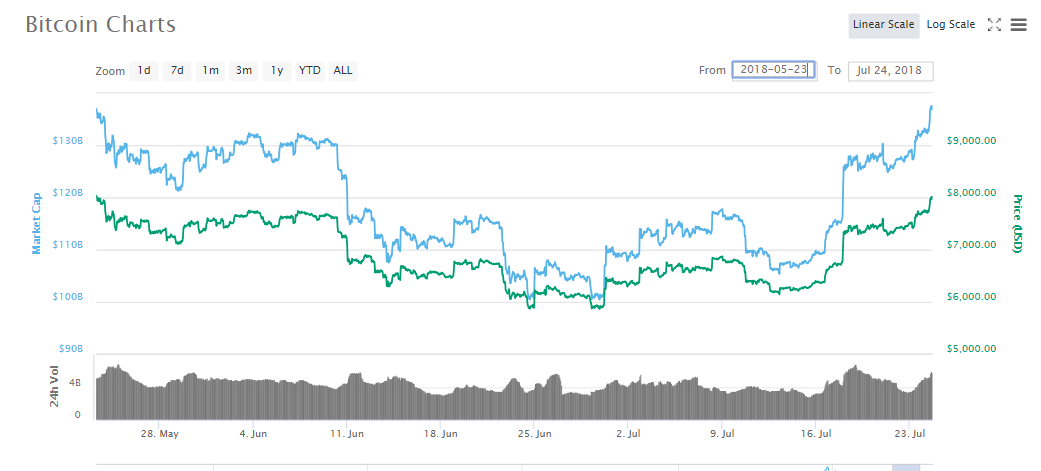 Bitcoin Charts
Linear Scale Log Scale
Zoom 1d 7d 1m 3m 1y YTD ALL From 2018-05-23 To Jul 24, 2018
$130B $9,000.00
$120B $8,000.00
Market Cap Price (USD)
$110B $7,000.00
$100B $6,000.00
$90B $5,000.00
24h Vol
4B
0
28. May 4. Jun 11. Jun 18. Jun 25. Jun 2. Jul 9. Jul 16. Jul 23. Jul